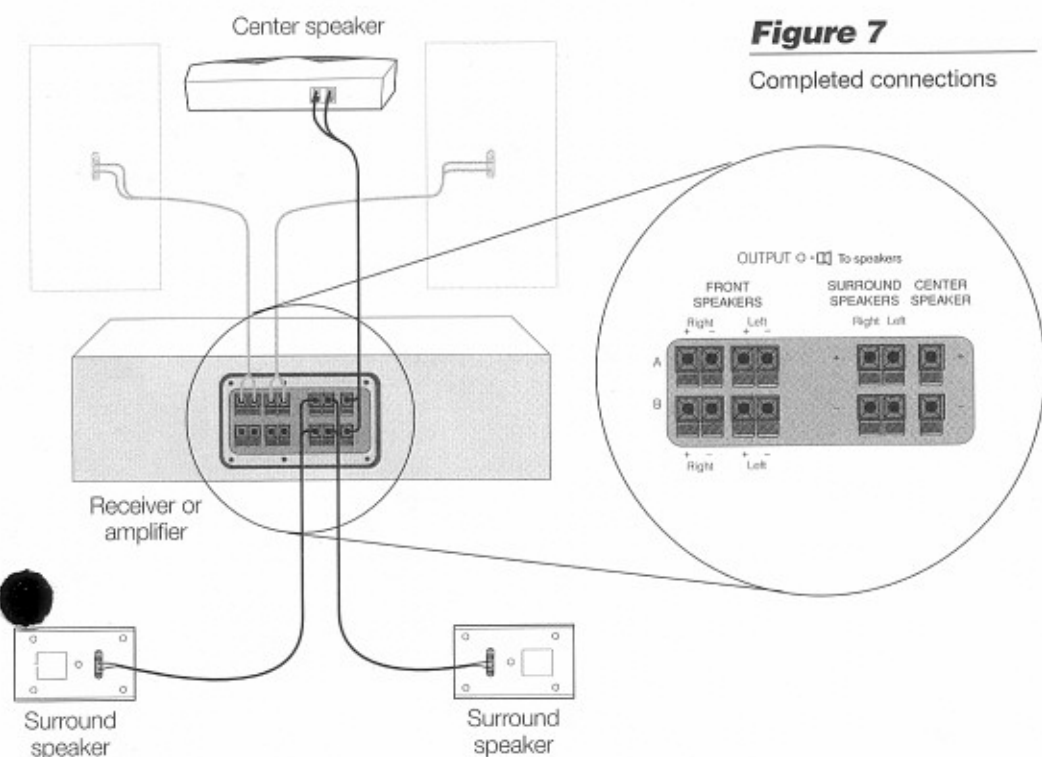 Center speaker
Figure 7
Completed connections
OUTPUT To speakers
FRONT
SPEAKERS
SURROUND
SPEAKERS
CENTER
SPEAKER
Right Left
+ - + -
Right Left
A + +
B - -
+ - + -
Right Left
Receiver or
amplifier
Surround
speaker
Surround
speaker